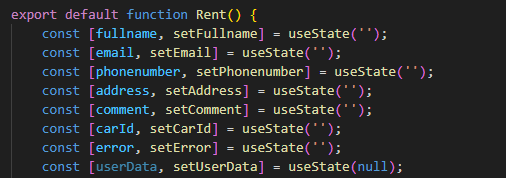 export default function Rent() {
const [fullname, setFullname] = useState('');
const [email, setEmail] = useState('');
const [phonenumber, setPhonenumber] = useState('');
const [address, setAddress] = useState('');
const [comment, setComment] = useState('');
const [carId, setCarId] = useState('');
const [error, setError] = useState('');
const [userData, setUserData] = useState(null);